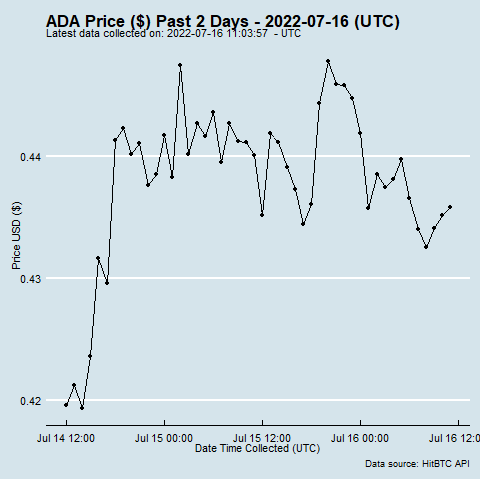 ADA Price ($) Past 2 Days - 2022-07-16 (UTC)
Latest data collected on: 2022-07-16 11:03:57 - UTC
0.44
0.43
0.42
Price USD ($)
Jul 14 12:00 Jul 15 00:00 Jul 15 12:00 Jul 16 00:00 Jul 16 12:00
Date Time Collected (UTC)
Data source: HitBTC API